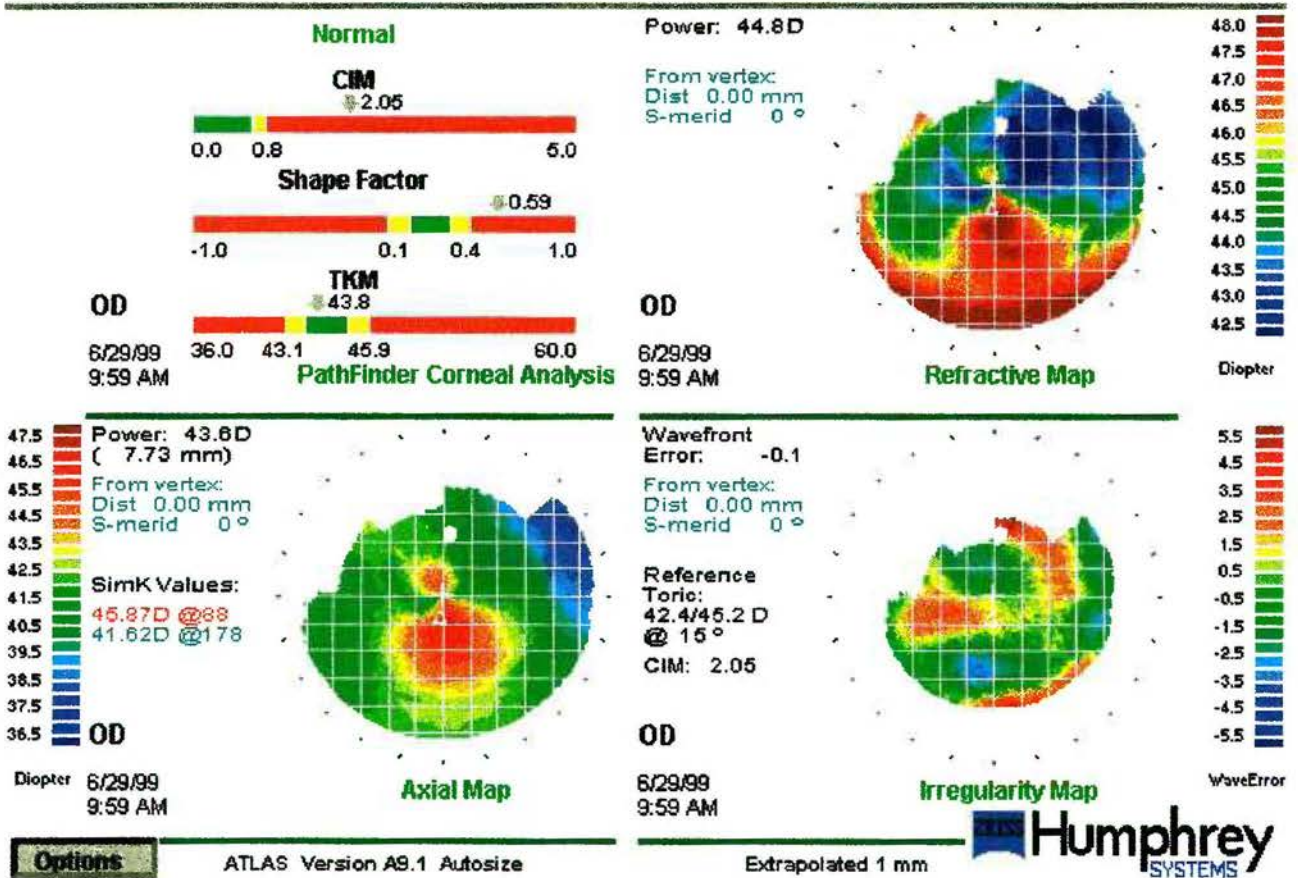 Normal
CIM
2.05
0.0 0.8 5.0
Shape Factor
0.59
-1.0 0.1 0.4 1.0
TKM
43.8
36.0 43.1 45.9 60.0
OD
6/29/99
9:59 AM
PathFinder Corneal Analysis
Power: 44.8D
From vertex:
Dist 0.00 mm
S-merid 0 °
OD
6/29/99
9:59 AM
Refractive Map
48.0
47.5
47.0
46.5
46.0
45.5
45.0
44.5
44.0
43.5
43.0
42.5
Diopter
47.5
46.5
45.5
44.5
43.5
42.5
41.5
40.5
39.5
38.5
37.5
36.5
Diopter
Power: 43.6D
( 7.73 mm)
From vertex:
Dist 0.00 mm
S-merid 0 °
SimK Values:
45.87D @88
41.62D @178
OD
6/29/99
9:59 AM
Axial Map
Wavefront
Error: -0.1
From vertex:
Dist 0.00 mm
S-merid 0 °
Reference
Toric:
42.4/45.2 D
@ 15°
CIM: 2.05
OD
6/29/99
9:59 AM
Irregularity Map
5.5
4.5
3.5
2.5
1.5
0.5
-0.5
-1.5
-2.5
-3.5
-4.5
-5.5
WaveError
Options
ATLAS Version A9.1 Autosize
Extrapolated 1 mm
ZEISS Humphrey
SYSTEMS